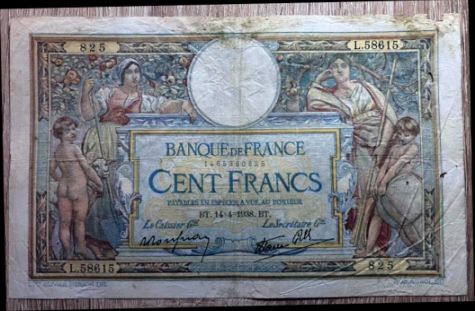 825
L.58615
BANQUE DE FRANCE
1465360825
CENT FRANCS
PAYABLES EN ESPÈCES, A VUE, AU PORTEUR
BT. 14-4-1938. BT.
Le Caissier Gal
Le Secrétaire Gal
L.58615
825